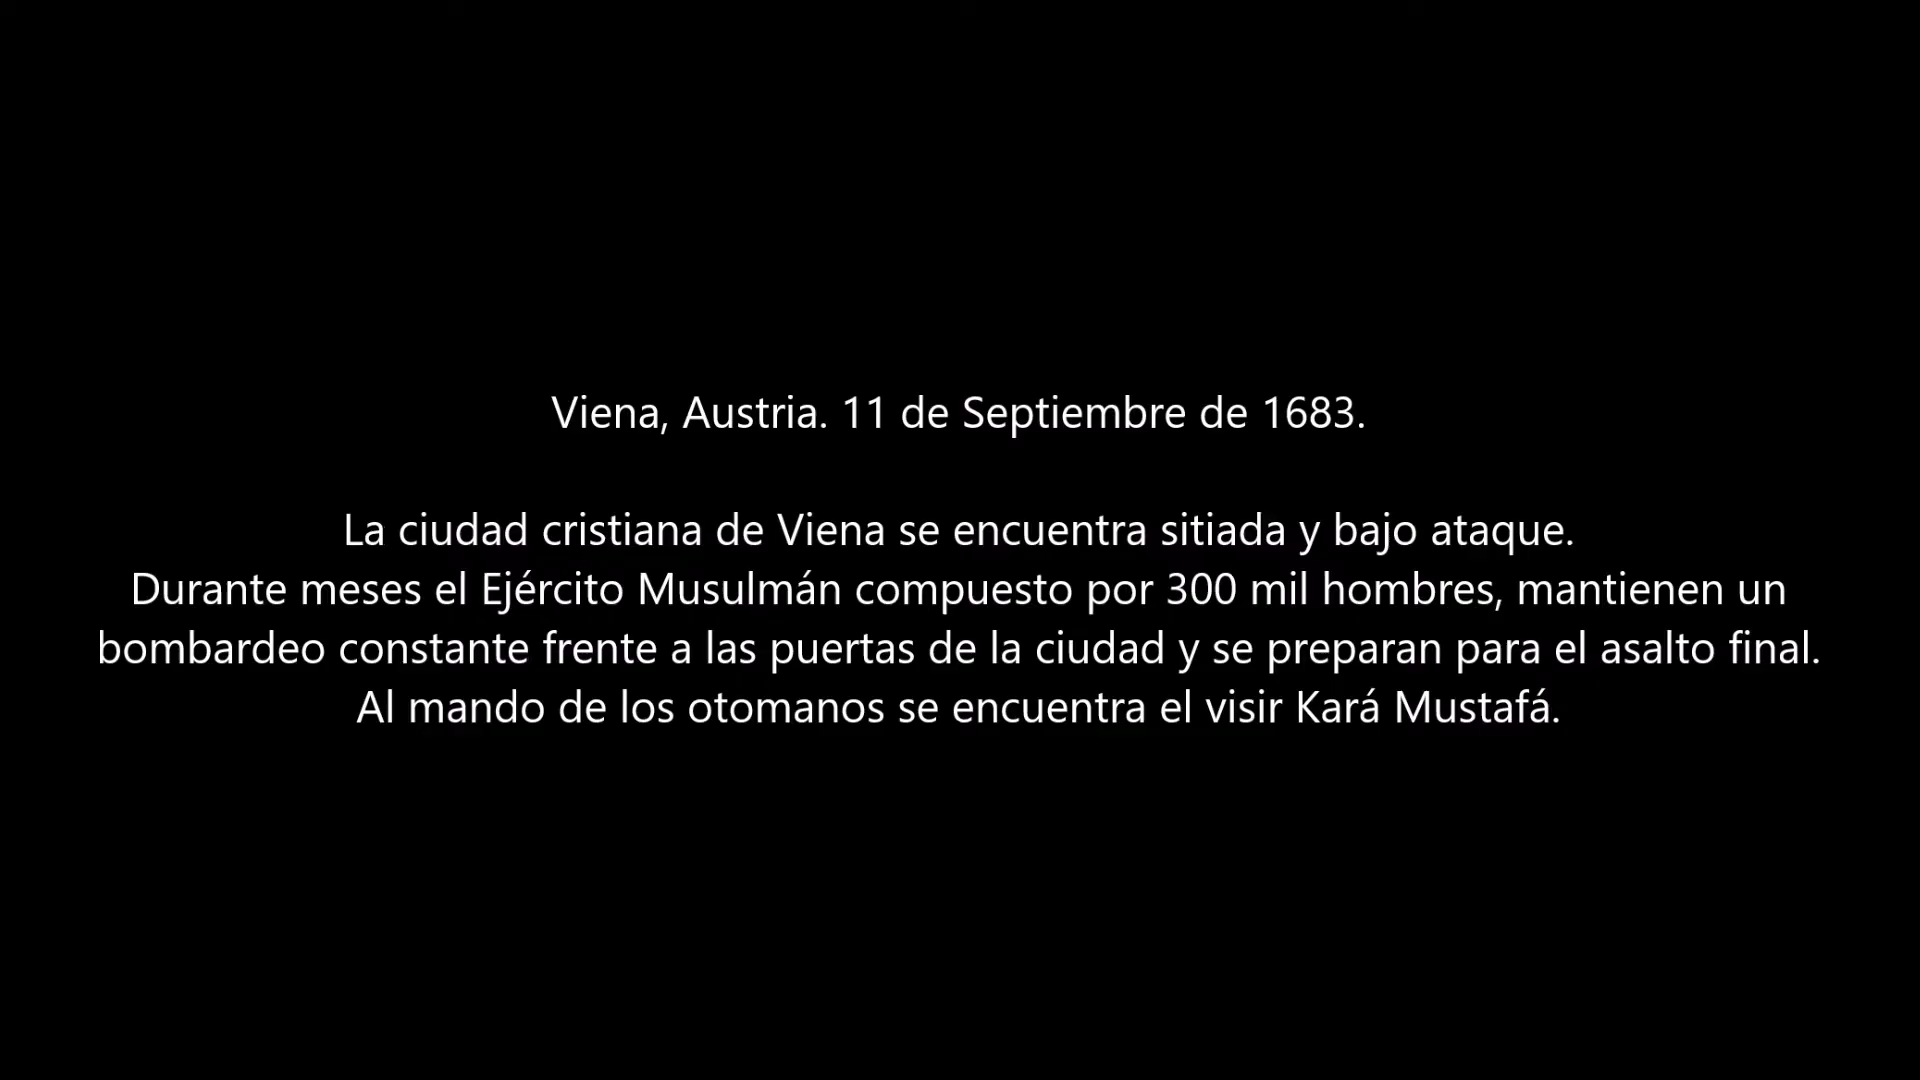 Viena, Austria. 11 de Septiembre de 1683.
La ciudad cristiana de Viena se encuentra sitiada y bajo ataque.
Durante meses el Ejército Musulmán compuesto por 300 mil hombres, mantienen un
bombardeo constante frente a las puertas de la ciudad y se preparan para el asalto final.
Al mando de los otomanos se encuentra el visir Kará Mustafá.